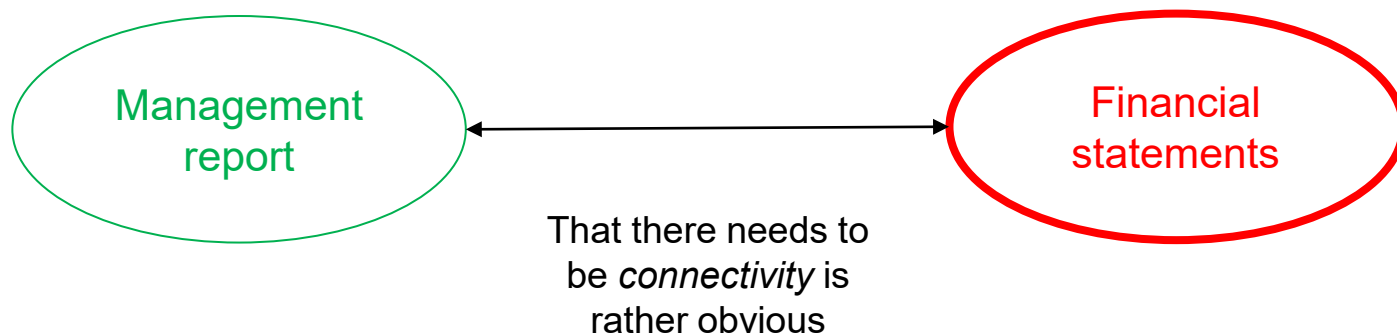 Management
report
Financial
statements
That there needs to
be connectivity is
rather obvious